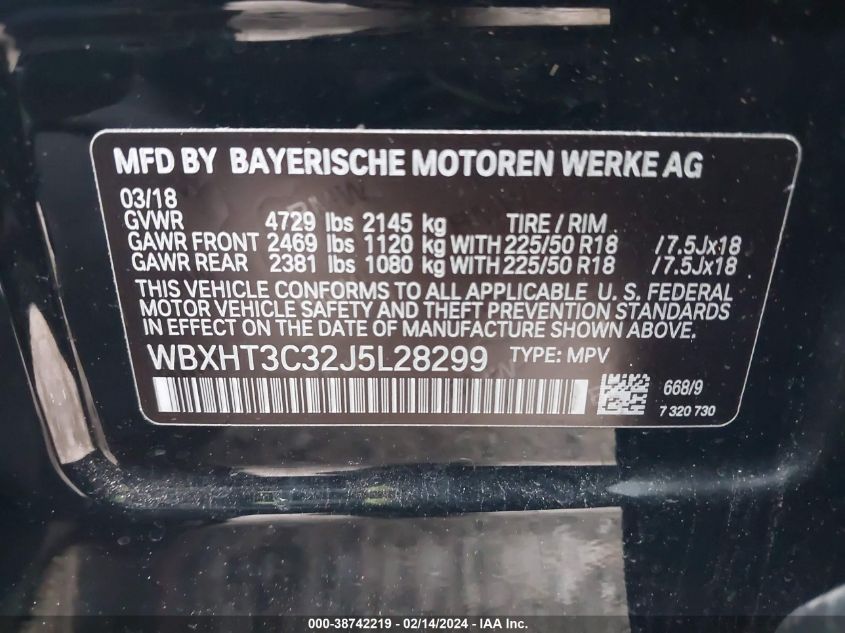 MFD BY BAYERISCHE MOTOREN WERKE AG
03/18
GVWR 4729 lbs 2145 kg TIRE / RIM
GAWR FRONT 2469 lbs 1120 kg WITH 225/50 R18 /7.5Jx18
GAWR REAR 2381 lbs 1080 kg WITH 225/50 R18 /7.5Jx18
THIS VEHICLE CONFORMS TO ALL APPLICABLE U. S. FEDERAL
MOTOR VEHICLE SAFETY AND THEFT PREVENTION STANDARDS
IN EFFECT ON THE DATE OF MANUFACTURE SHOWN ABOVE.
WBXHT3C32J5L28299 TYPE: MPV
668/9
7 320 730
000-38742219 - 02/14/2024 - IAA Inc.